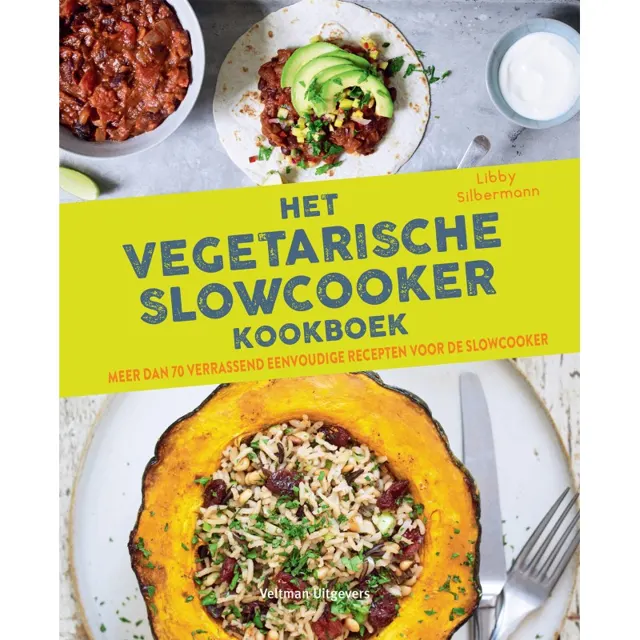 Libby
Silbermann
HET
VEGETARISCHE
SLOWCOOKER
KOOKBOEK
MEER DAN 70 VERRASSEND EENVOUDIGE RECEPTEN VOOR DE SLOWCOOKER
Veltman Uitgevers